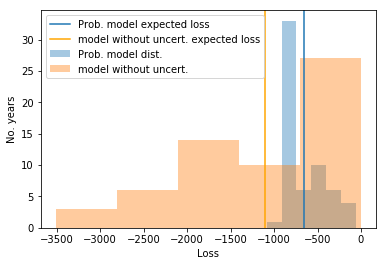 Prob. model expected loss
model without uncert. expected loss
Prob. model dist.
model without uncert.
No. years
30
25
20
15
10
5
0
−3500 −3000 −2500 −2000 −1500 −1000 −500 0
Loss